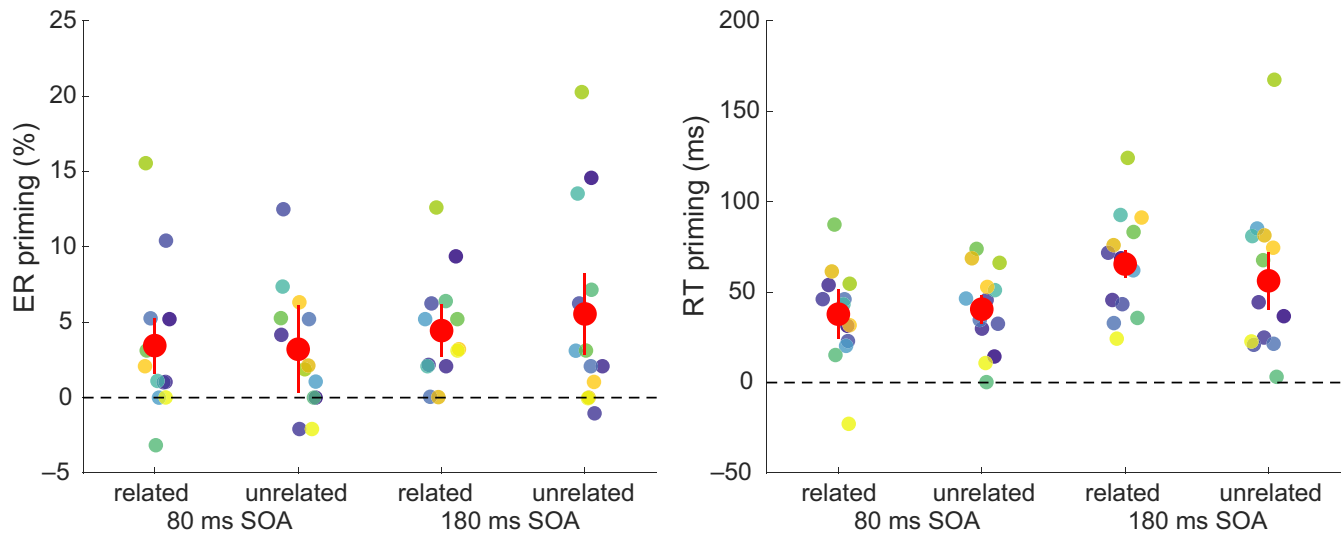 ER priming (%)
25
20
15
10
5
0
–5
related unrelated related unrelated
80 ms SOA 180 ms SOA
RT priming (ms)
200
150
100
50
0
–50
related unrelated related unrelated
80 ms SOA 180 ms SOA